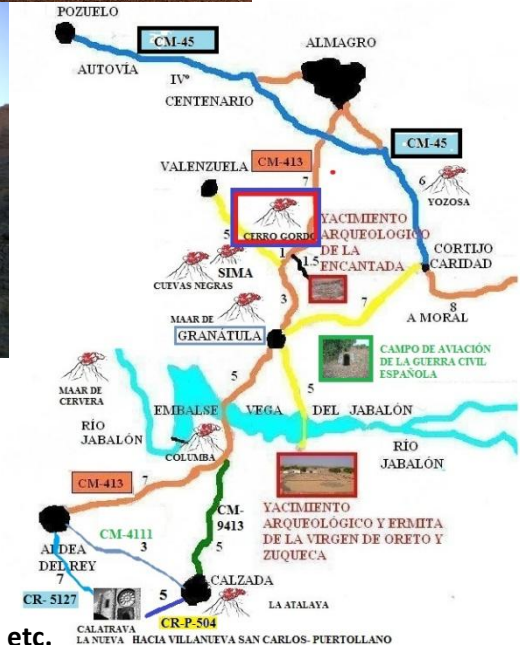 POZUELO
CM-45
ALMAGRO
AUTOVÍA
IVº
CENTENARIO
CM-45
VALENZUELA
CM-413
7
6
YOZOSA
5
CERRO GORDO
YACIMIENTO
ARQUEOLOGICO
DE LA
ENCANTADA
1
1.5
CORTIJO
CARIDAD
SIMA
CUEVAS NEGRAS
3
7
8
A MORAL
MAAR DE
GRANÁTULA
CAMPO DE AVIACIÓN
DE LA GUERRA CIVIL
ESPAÑOLA
MAAR DE
CERVERA
5
5
EMBALSE
VEGA
DEL JABALÓN
RÍO
JABALÓN
RÍO
JABALÓN
COLUMBA
CM-413
7
CM-
9413
YACIMIENTO
ARQUEOLÓGICO Y ERMITA
DE LA VIRGEN DE ORETO Y
ZUQUECA
CM-4111
3
5
ALDEA
DEL REY
7
CALZADA
CR- 5127
5
LA ATALAYA
CR-P-504
etc.
CALATRAVA
LA NUEVA
HACIA VILLANUEVA SAN CARLOS- PUERTOLLANO